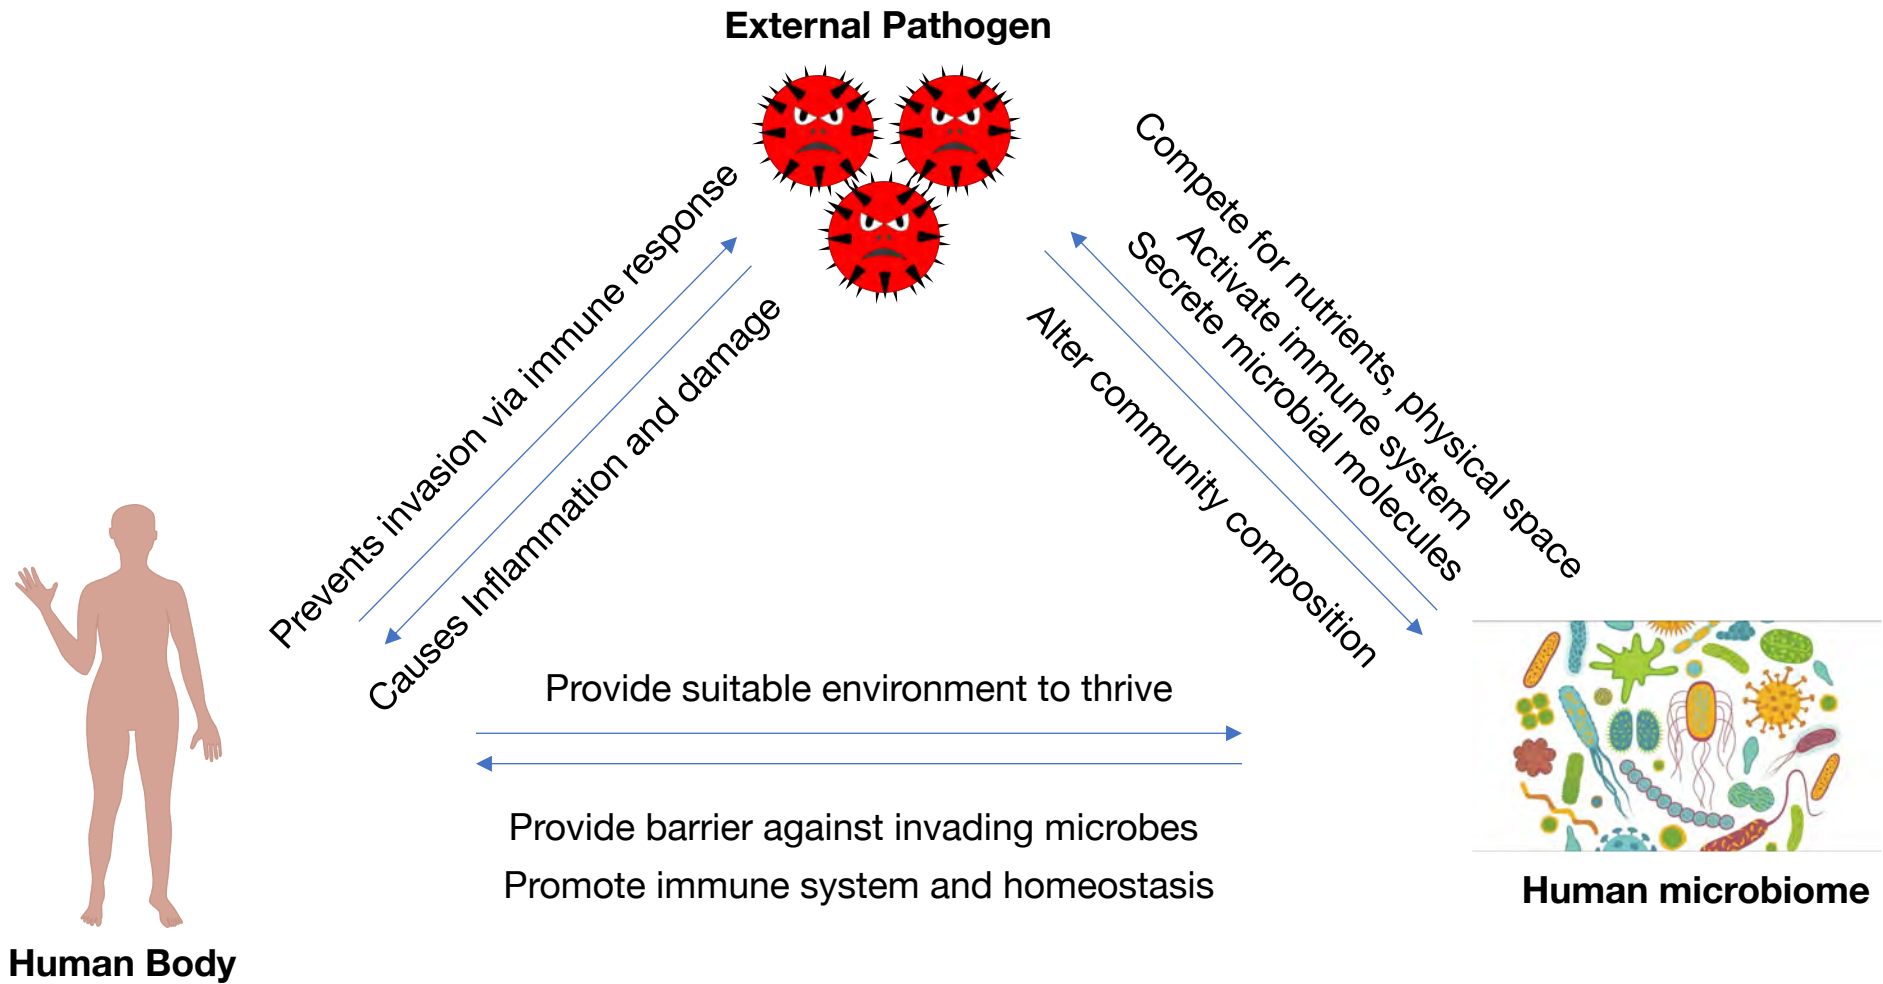 External Pathogen
Prevents invasion via immune response
Causes Inflammation and damage
Compete for nutrients, physical space
Activate immune system
Secrete microbial molecules
Alter community composition
Provide suitable environment to thrive
Provide barrier against invading microbes
Promote immune system and homeostasis
Human microbiome
Human Body